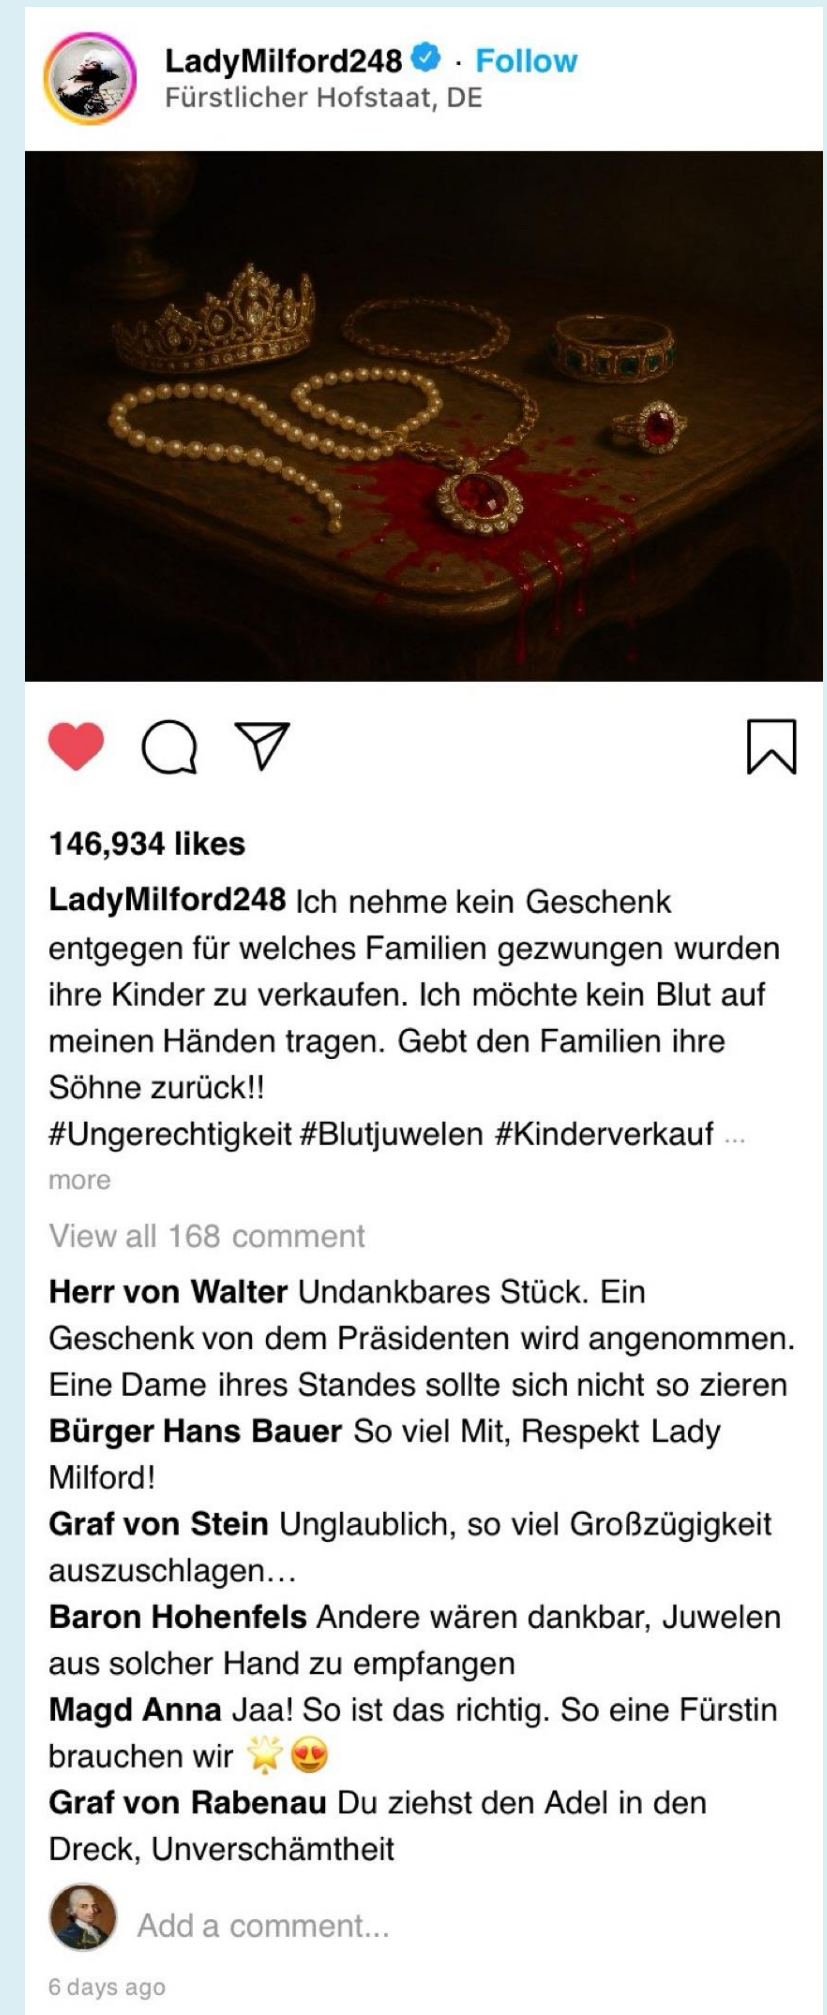 LadyMilford248 · Follow
Fürstlicher Hofstaat, DE
146,934 likes
LadyMilford248 Ich nehme kein Geschenk
entgegen für welches Familien gezwungen wurden
ihre Kinder zu verkaufen. Ich möchte kein Blut auf
meinen Händen tragen. Gebt den Familien ihre
Söhne zurück!!
#Ungerechtigkeit #Blutjuwelen #Kinderverkauf ...
more
View all 168 comment
Herr von Walter Undankbares Stück. Ein
Geschenk von dem Präsidenten wird angenommen.
Eine Dame ihres Standes sollte sich nicht so zieren
Bürger Hans Bauer So viel Mit, Respekt Lady
Milford!
Graf von Stein Unglaublich, so viel Großzügigkeit
auszuschlagen...
Baron Hohenfels Andere wären dankbar, Juwelen
aus solcher Hand zu empfangen
Magd Anna Jaa! So ist das richtig. So eine Fürstin
brauchen wir 🌟😍
Graf von Rabenau Du ziehst den Adel in den
Dreck, Unverschämtheit
Add a comment...
6 days ago